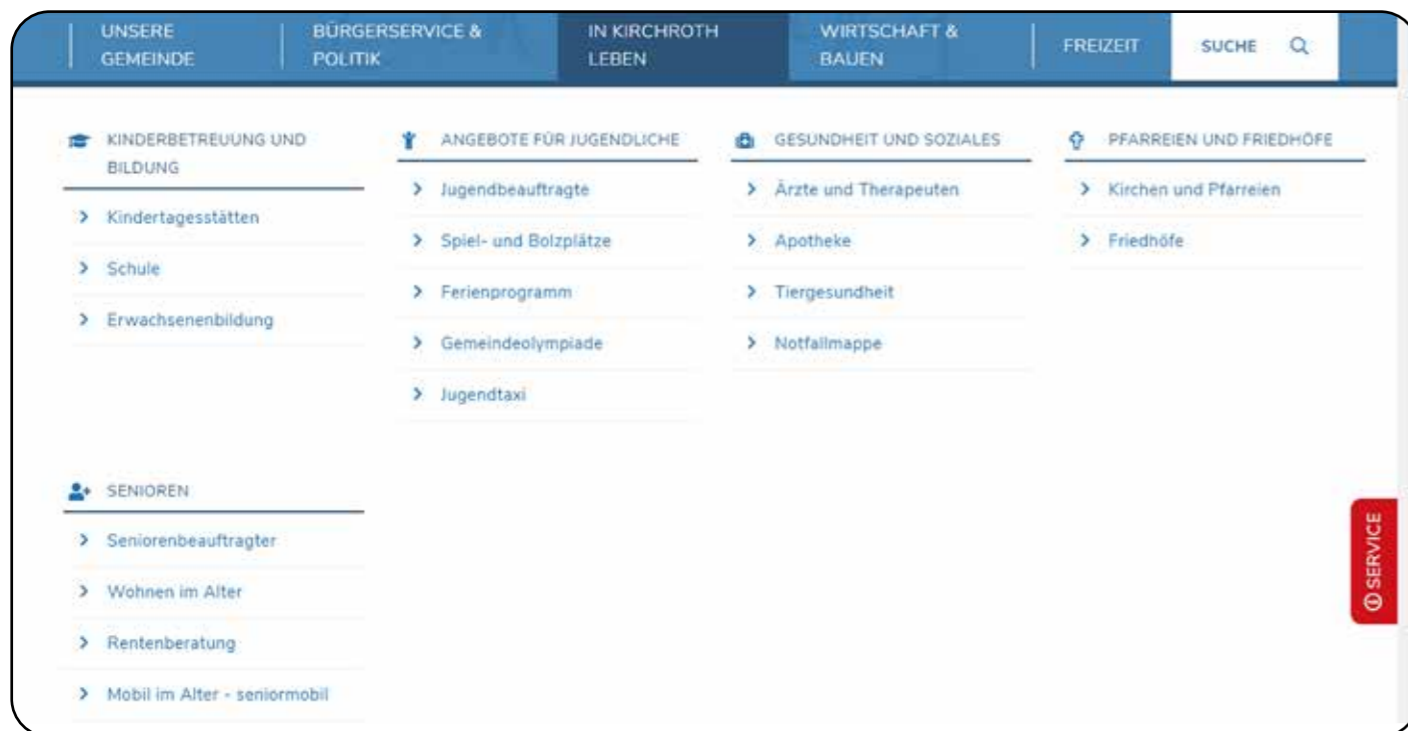 UNSERE
GEMEINDE
BÜRGERSERVICE &
POLITIK
IN KIRCHROTH
LEBEN
WIRTSCHAFT &
BAUEN
FREIZEIT
SUCHE
KINDERBETREUUNG UND
BILDUNG
Kindertagesstätten
Schule
Erwachsenenbildung
ANGEBOTE FÜR JUGENDLICHE
Jugendbeauftragte
Spiel- und Bolzplätze
Ferienprogramm
Gemeindeolympiade
Jugendtaxi
GESUNDHEIT UND SOZIALES
Ärzte und Therapeuten
Apotheke
Tiergesundheit
Notfallmappe
PFARREIEN UND FRIEDHÖFE
Kirchen und Pfarreien
Friedhöfe
SENIOREN
Seniorenbeauftragter
Wohnen im Alter
Rentenberatung
Mobil im Alter - seniormobil
SERVICE